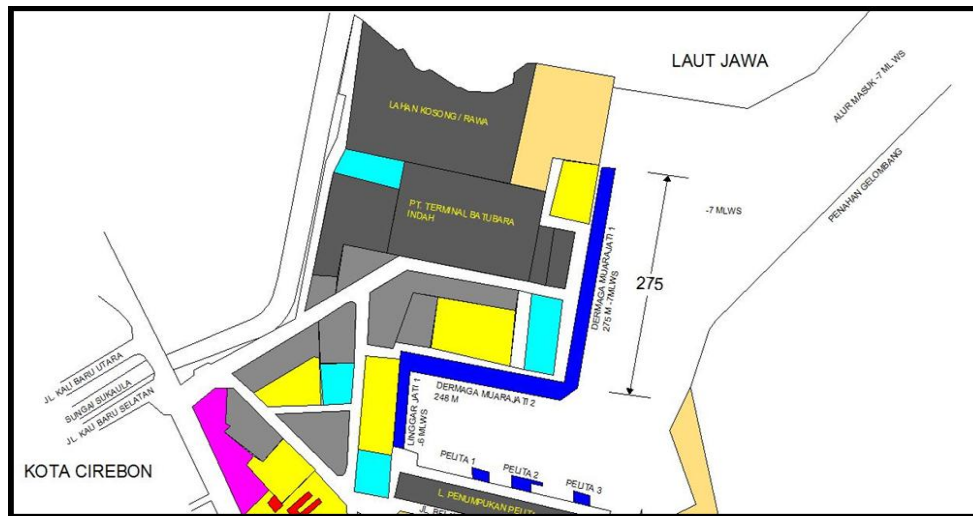 LAUT JAWA
ALUR MASUK -7 MLWS
PENAHAN GELOMBANG
LAHAN KOSONG / RAWA
PT. TERMINAL BATUBARA
INDAH
-7 MLWS
275
DERMAGA MUARAJATI 1
275 M -7MLWS
JL. KALI BARU UTARA
SUNGAI SUKALILA
JL. KALI BARU SELATAN
DERMAGA MUARAJATI 2
248 M
LINGGAR JATI 1
-6 MLWS
KOTA CIREBON
PELITA 1
PELITA 2
PELITA 3
L. PENUMPUKAN PELITA